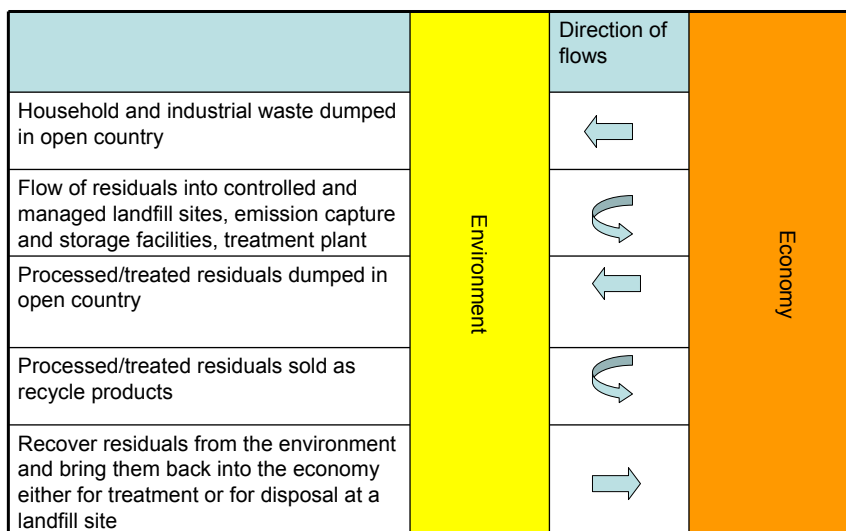 Direction of
flows
Household and industrial waste dumped
in open country
Flow of residuals into controlled and
managed landfill sites, emission capture
and storage facilities, treatment plant
Processed/treated residuals dumped in
open country
Processed/treated residuals sold as
recycle products
Recover residuals from the environment
and bring them back into the economy
either for treatment or for disposal at a
landfill site
Environment
Economy